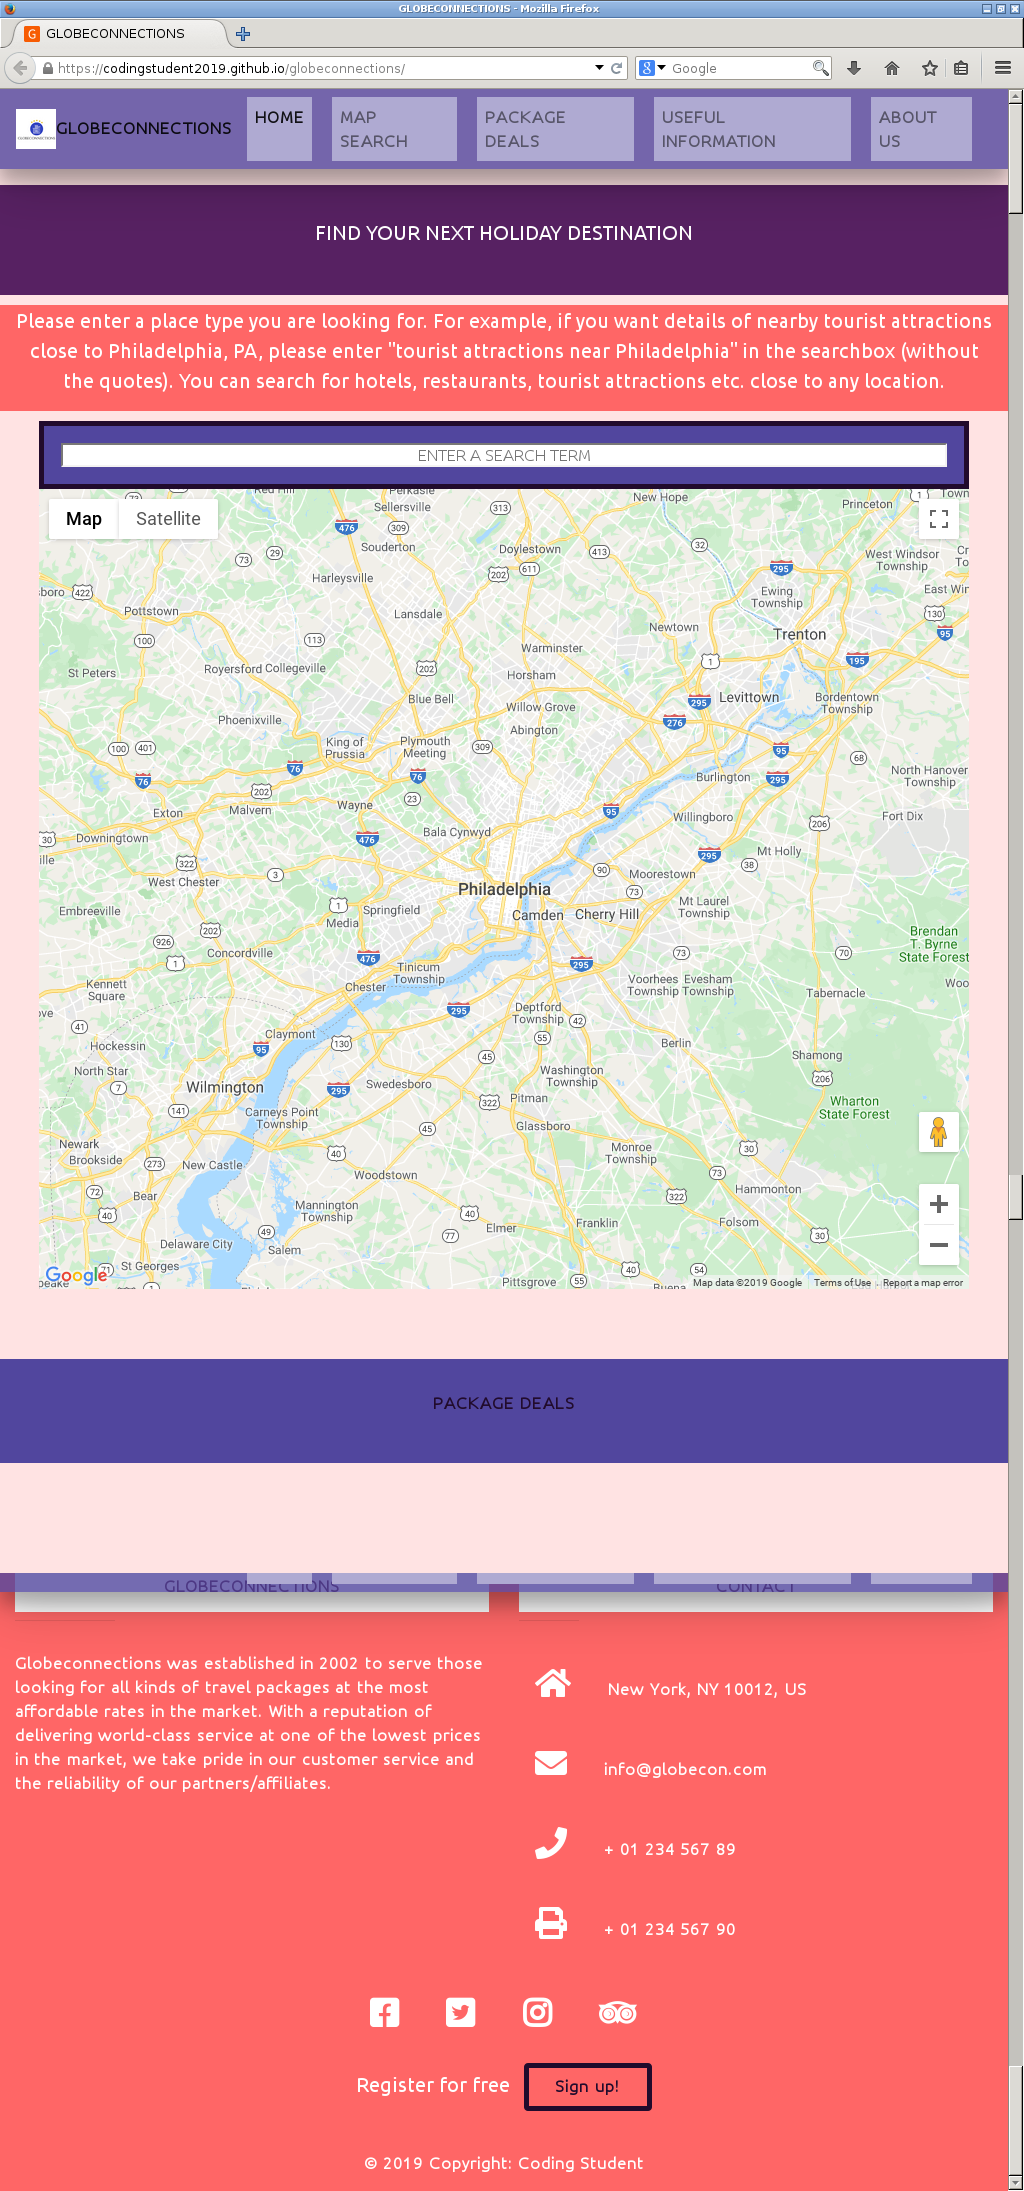 GLOBECONNECTIONS - Mozilla Firefox
GLOBECONNECTIONS
https://codingstudent2019.github.io/globeconnections/
Google
GLOBECONNECTIONS
HOME
MAP
SEARCH
PACKAGE
DEALS
USEFUL
INFORMATION
ABOUT
US
FIND YOUR NEXT HOLIDAY DESTINATION
Please enter a place type you are looking for. For example, if you want details of nearby tourist attractions
close to Philadelphia, PA, please enter "tourist attractions near Philadelphia" in the searchbox (without
the quotes). You can search for hotels, restaurants, tourist attractions etc. close to any location.
ENTER A SEARCH TERM
Map Satellite
Red Hill
Perkasie
Sellersville
New Hope
Princeton
Souderton
Doylestown
West Windsor
Township
Harleysville
Ewing
Township
East Win
Pottstown
Lansdale
Newtown
Trenton
Warminster
St Peters
Royersford
Collegeville
Horsham
Blue Bell
Willow Grove
Levittown
Bordentown
Township
Phoenixville
Abington
King of
Prussia
Plymouth
Meeting
Burlington
North Hanover
Township
Exton
Malvern
Wayne
Willingboro
Fort Dix
Downingtown
Bala Cynwyd
Mt Holly
West Chester
Moorestown
Philadelphia
Embreeville
Springfield
Media
Camden
Cherry Hill
Mt Laurel
Township
Concordville
Brendan
T. Byrne
State Forest
Tinicum
Township
Chester
Kennett
Square
Voorhees
Township
Evesham
Township
Tabernacle
Woo
Deptford
Township
Claymont
Hockessin
Berlin
Shamong
North Star
Wilmington
Swedesboro
Washington
Township
Pitman
Wharton
State Forest
Carneys Point
Township
Glassboro
Newark
Brookside
New Castle
Woodstown
Monroe
Township
Bear
Mannington
Township
Hammonton
Elmer
Franklin
Folsom
Delaware City
Salem
St Georges
Pittsgrove
Buena
Google
Map data ©2019 Google
Terms of Use
Report a map error
PACKAGE DEALS
GLOBECONNECTIONS
CONTACT
Globeconnections was established in 2002 to serve those
looking for all kinds of travel packages at the most
affordable rates in the market. With a reputation of
delivering world-class service at one of the lowest prices
in the market, we take pride in our customer service and
the reliability of our partners/affiliates.
New York, NY 10012, US
info@globecon.com
+ 01 234 567 89
+ 01 234 567 90
Register for free
Sign up!
© 2019 Copyright: Coding Student